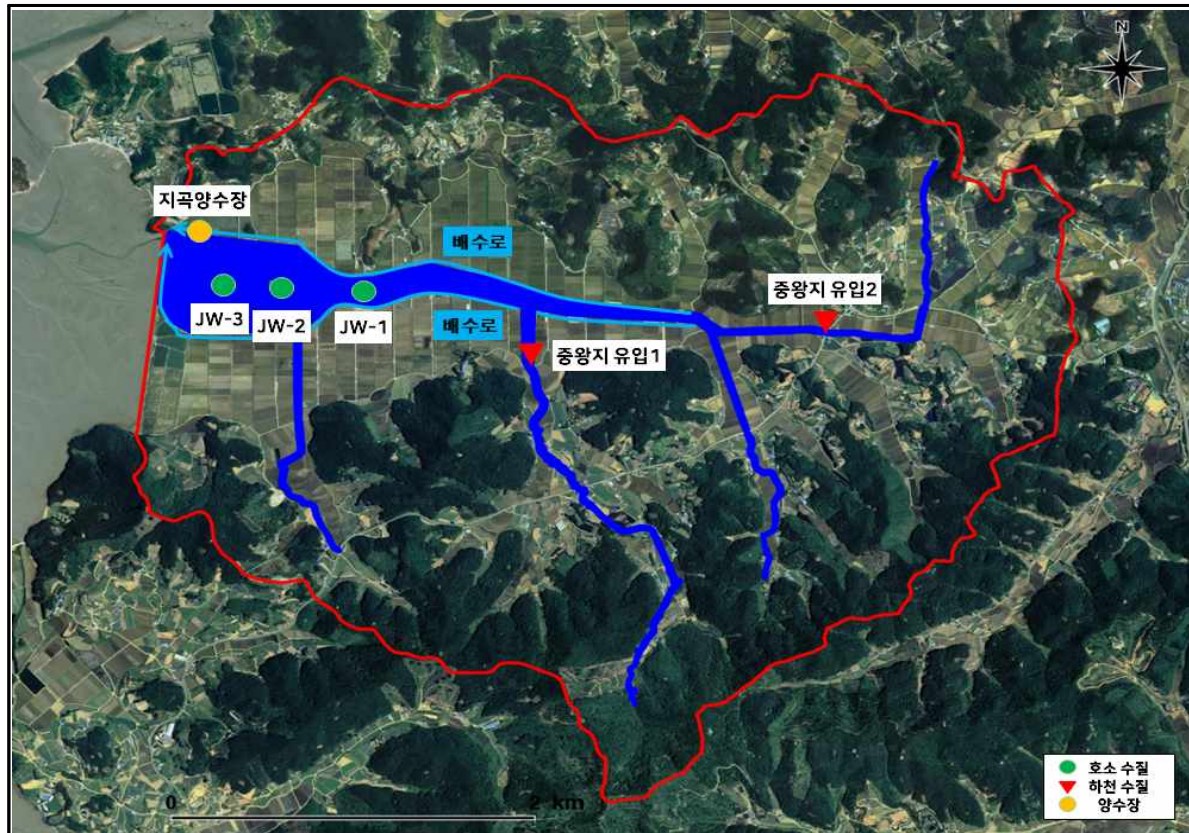 N
지곡양수장
배수로
중왕지 유입2
JW-3
JW-2
JW-1
배수로
중왕지 유입1
호소 수질
하천 수질
양수장
0
2 km